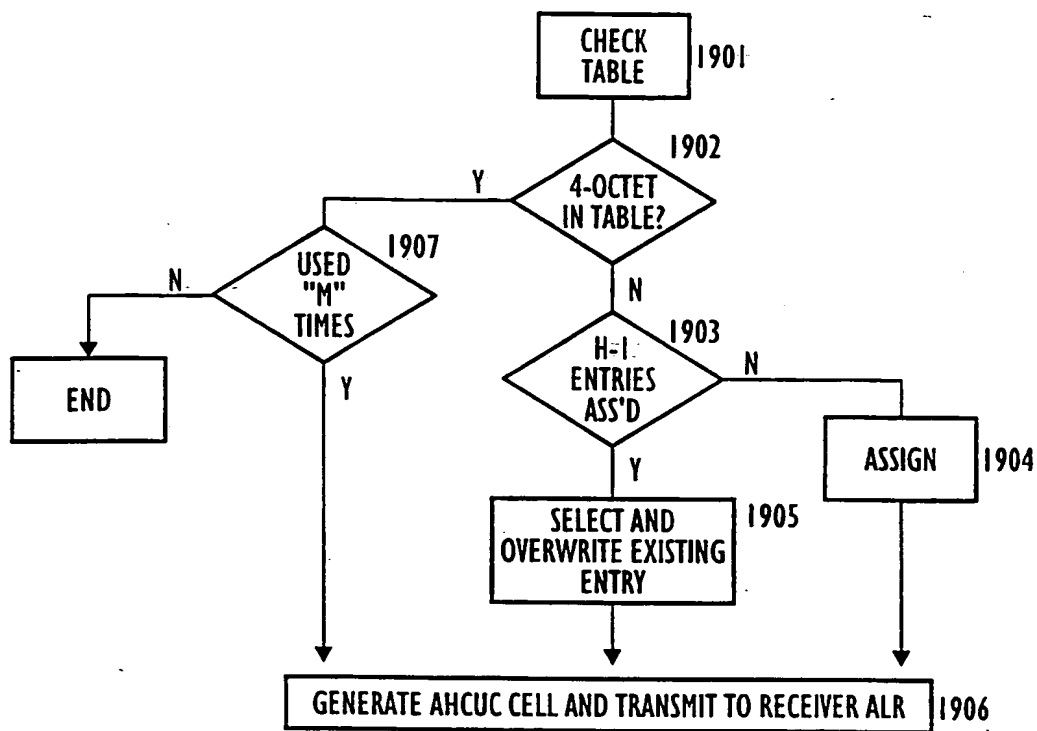 CHECK
TABLE
1901
1902
4-OCTET
IN TABLE?
Y
N
1907
USED
"M"
TIMES
N
Y
END
1903
H-1
ENTRIES
ASS'D
N
Y
ASSIGN
1904
1905
SELECT AND
OVERWRITE EXISTING
ENTRY
GENERATE AHCUC CELL AND TRANSMIT TO RECEIVER ALR
1906